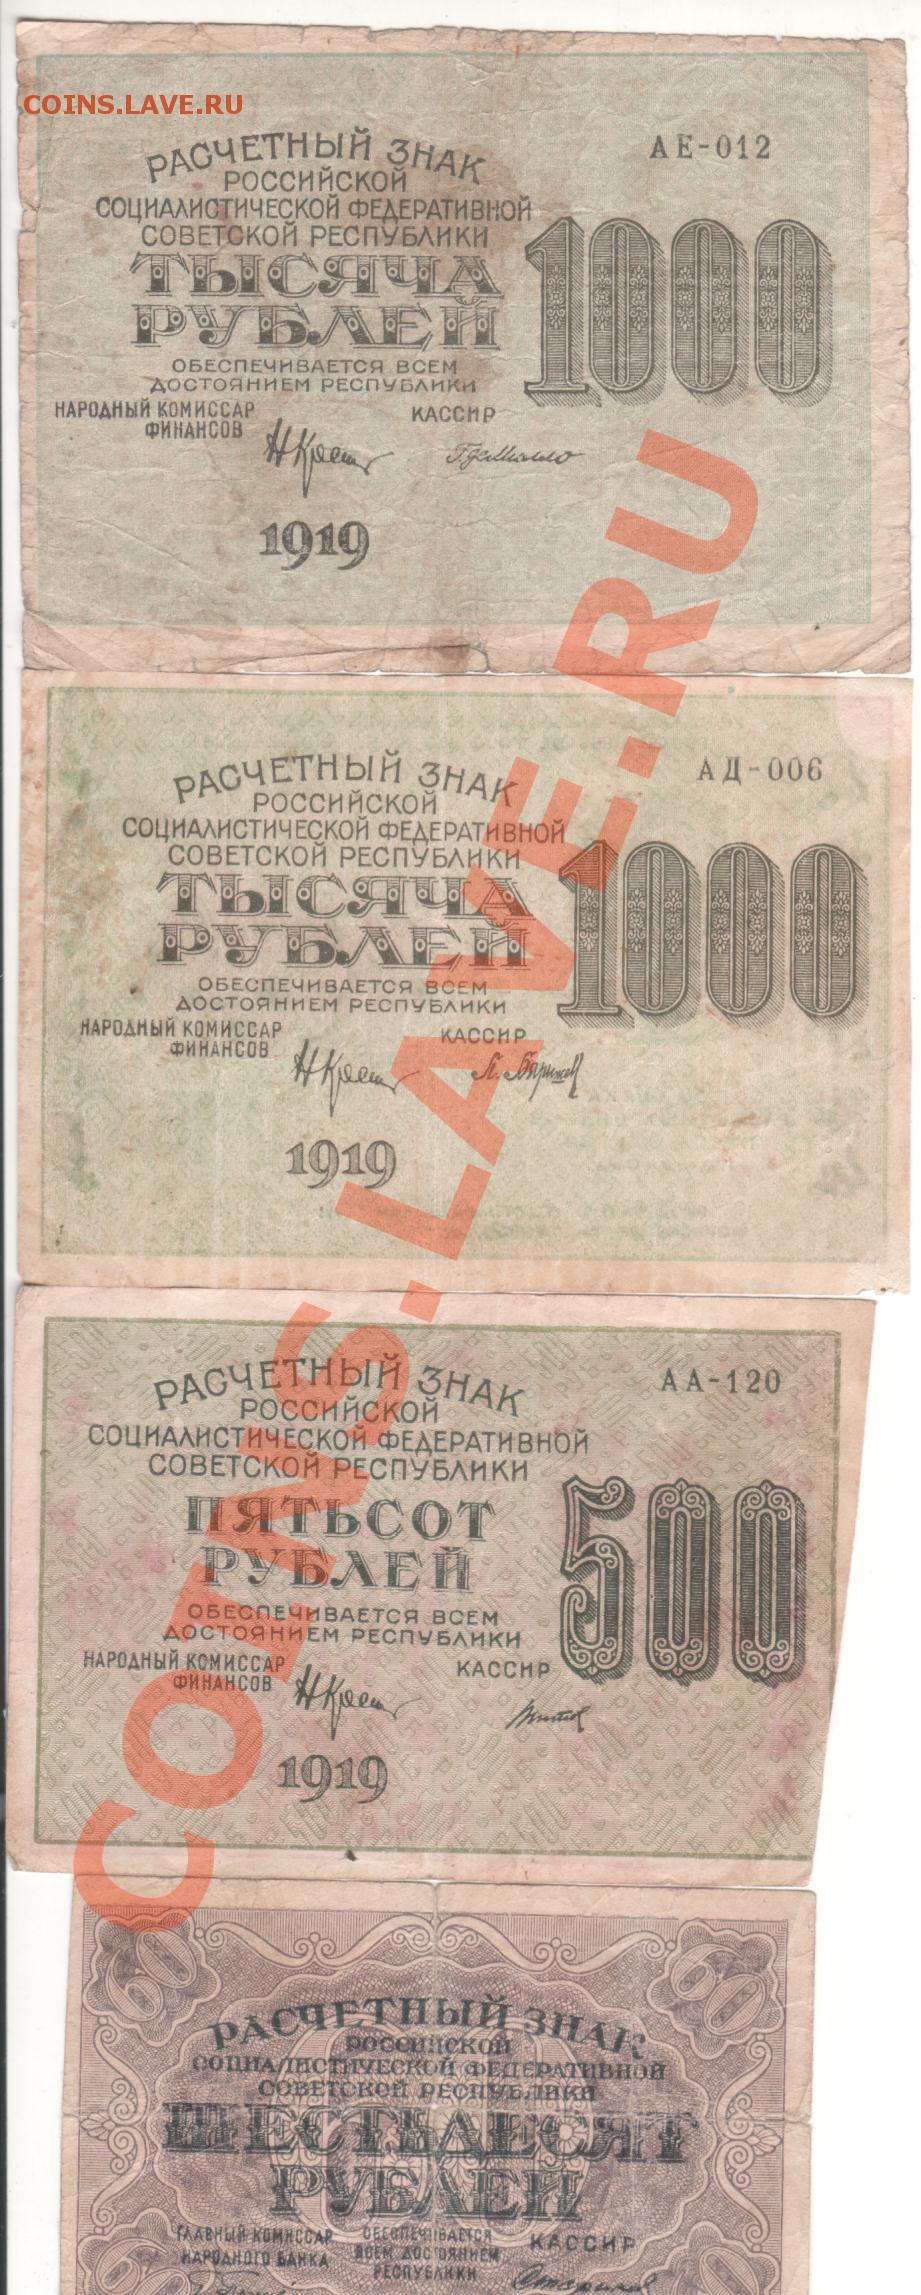 COINS.LAVE.RU
АЕ-012
РАСЧЕТНЫЙ ЗНАК
РОССИЙСКОЙ
СОЦИАЛИСТИЧЕСКОЙ ФЕДЕРАТИВНОЙ
СОВЕТСКОЙ РЕСПУБЛИКИ
ТЫСЯЧА
РУБЛЕЙ
1000
ОБЕСПЕЧИВАЕТСЯ ВСЕМ
ДОСТОЯНИЕМ РЕСПУБЛИКИ
НАРОДНЫЙ КОМИССАР
ФИНАНСОВ
КАССИР
1919
АД-006
РАСЧЕТНЫЙ ЗНАК
РОССИЙСКОЙ
СОЦИАЛИСТИЧЕСКОЙ ФЕДЕРАТИВНОЙ
СОВЕТСКОЙ РЕСПУБЛИКИ
ТЫСЯЧА
РУБЛЕЙ
1000
ОБЕСПЕЧИВАЕТСЯ ВСЕМ
ДОСТОЯНИЕМ РЕСПУБЛИКИ
НАРОДНЫЙ КОМИССАР
ФИНАНСОВ
КАССИР
1919
АА-120
РАСЧЕТНЫЙ ЗНАК
РОССИЙСКОЙ
СОЦИАЛИСТИЧЕСКОЙ ФЕДЕРАТИВНОЙ
СОВЕТСКОЙ РЕСПУБЛИКИ
ПЯТЬСОТ
РУБЛЕЙ
500
ОБЕСПЕЧИВАЕТСЯ ВСЕМ
ДОСТОЯНИЕМ РЕСПУБЛИКИ
НАРОДНЫЙ КОМИССАР
ФИНАНСОВ
КАССИР
1919
60 60
РАСЧЕТНЫЙ ЗНАК
РОССИЙСКОЙ
СОЦИАЛИСТИЧЕСКОЙ ФЕДЕРАТИВНОЙ
СОВЕТСКОЙ РЕСПУБЛИКИ
ШЕСТЬДЕСЯТ
РУБЛЕЙ
ГЛАВНЫЙ КОМИССАР
НАРОДНОГО БАНКА
ОБЕСПЕЧИВАЕТСЯ
ВСЕМ ДОСТОЯНИЕМ
РЕСПУБЛИКИ
КАССИР
COINS.LAVE.RU